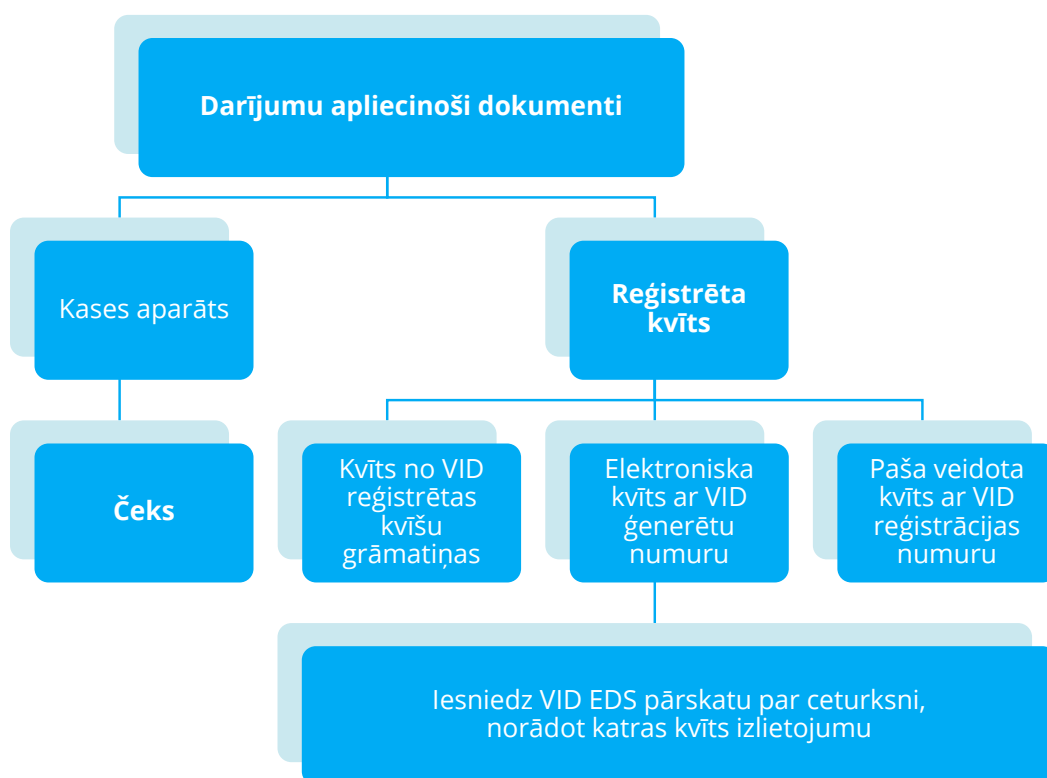 Darījumu apliecinoši dokumenti
Kases aparāts
Reģistrēta
kvīts
Čeks
Kvīts no VID
reģistrētas
kvīšu
grāmatiņas
Elektroniska
kvīts ar VID
ģenerētu
numuru
Paša veidota
kvīts ar VID
reģistrācijas
numuru
Iesniedz VID EDS pārskatu par ceturksni,
norādot katras kvīts izlietojumu